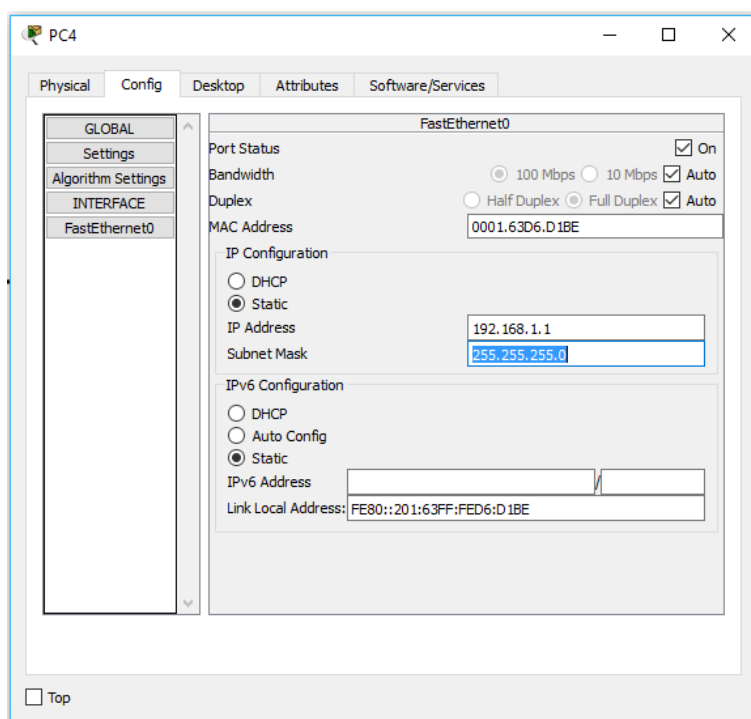 PC4
Physical Config Desktop Attributes Software/Services
GLOBAL
Settings
Algorithm Settings
INTERFACE
FastEthernet0
FastEthernet0
Port Status On
Bandwidth 100 Mbps 10 Mbps Auto
Duplex Half Duplex Full Duplex Auto
MAC Address 0001.63D6.D1BE
IP Configuration
DHCP
Static
IP Address 192.168.1.1
Subnet Mask 255.255.255.0
IPv6 Configuration
DHCP
Auto Config
Static
IPv6 Address /
Link Local Address: FE80::201:63FF:FED6:D1BE
Top